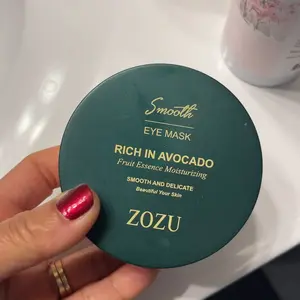 Smooth
EYE MASK
RICH IN AVOCADO
Fruit Essence Moisturizing
SMOOTH AND DELICATE
Beautiful Your Skin
ZOZU